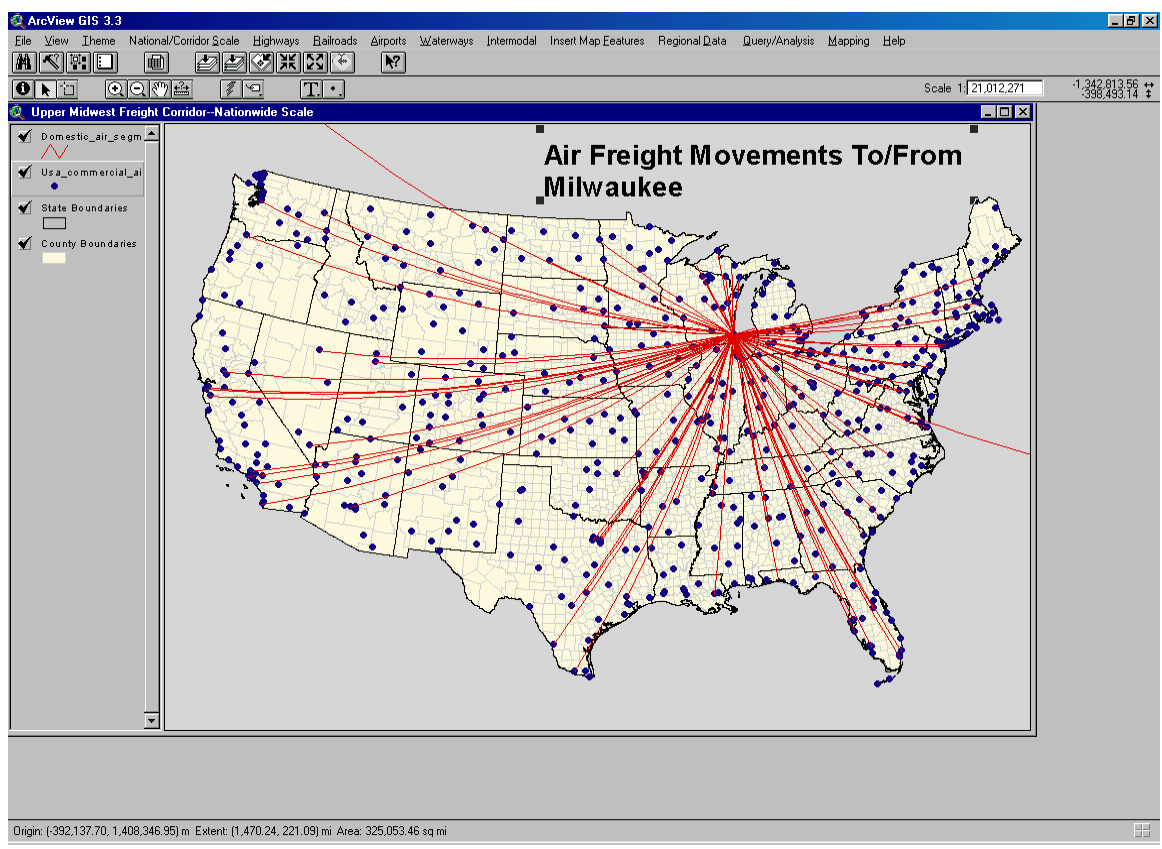 ArcView GIS 3.3
File View Theme National/Corridor Scale Highways Railroads Airports Waterways Intermodal Insert Map Features Regional Data Query/Analysis Mapping Help
Scale 1: 21,012,271
-1,342,813.56
-398,493.14
Upper Midwest Freight Corridor--Nationwide Scale
Domestic_air_segm
Usa_commercial_ai
State Boundaries
County Boundaries
Air Freight Movements To/From
Milwaukee
Origin: (-392,137.70, 1,408,346.95) m Extent: (1,470.24, 221.09) mi Area: 325,053.46 sq mi